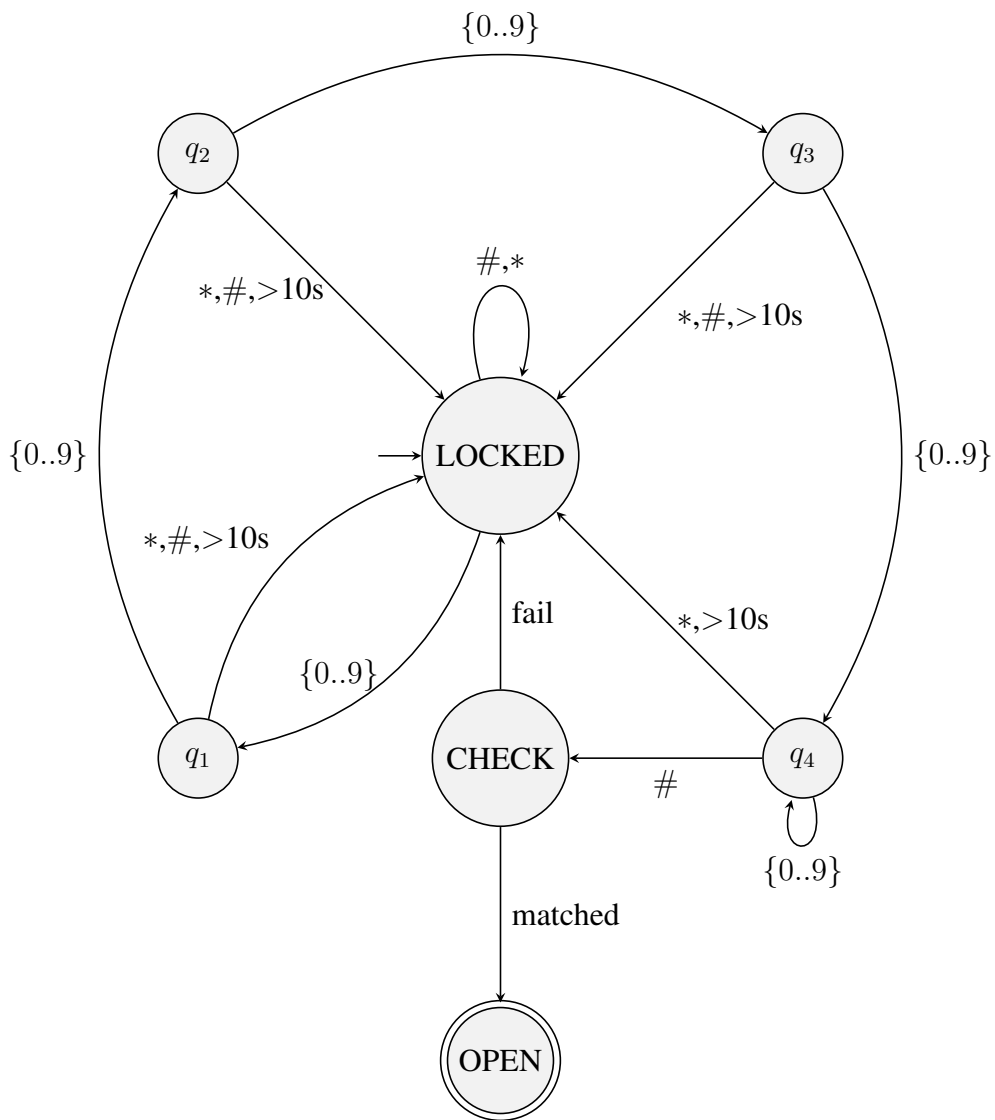 {0..9}
q₂
q₃
#,*
*,#,>10s
*,#,>10s
LOCKED
{0..9}
{0..9}
*,#,>10s
fail
*,>10s
{0..9}
q₁
CHECK
q₄
#
{0..9}
matched
OPEN